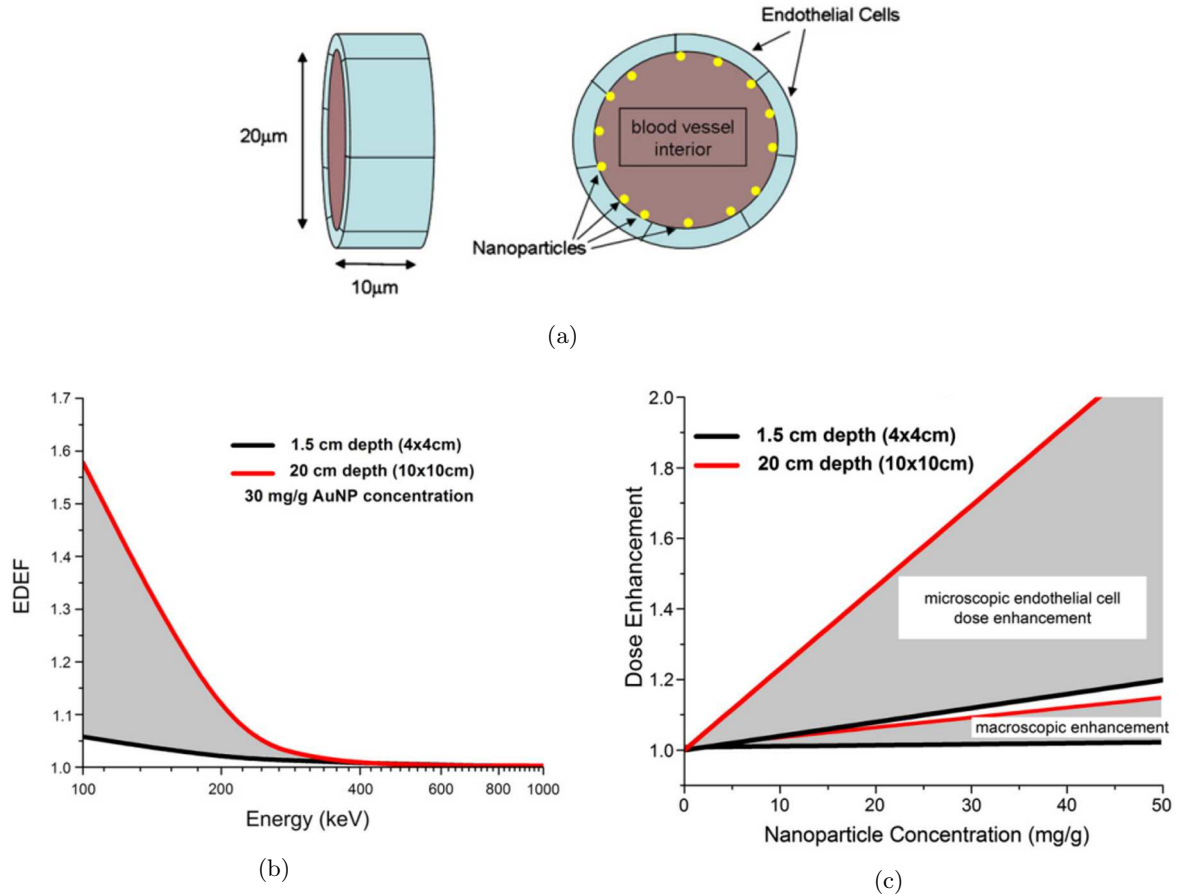 Endothelial Cells
20μm
blood vessel
interior
Nanoparticles
10μm
(a)
1.7
1.6
1.5
1.4
1.3
1.2
1.1
1.0
EDEF
1.5 cm depth (4x4cm)
20 cm depth (10x10cm)
30 mg/g AuNP concentration
100
200
400
600
800
1000
Energy (keV)
(b)
2.0
1.8
1.6
1.4
1.2
1.0
Dose Enhancement
1.5 cm depth (4x4cm)
20 cm depth (10x10cm)
microscopic endothelial cell
dose enhancement
macroscopic enhancement
0
10
20
30
40
50
Nanoparticle Concentration (mg/g)
(c)